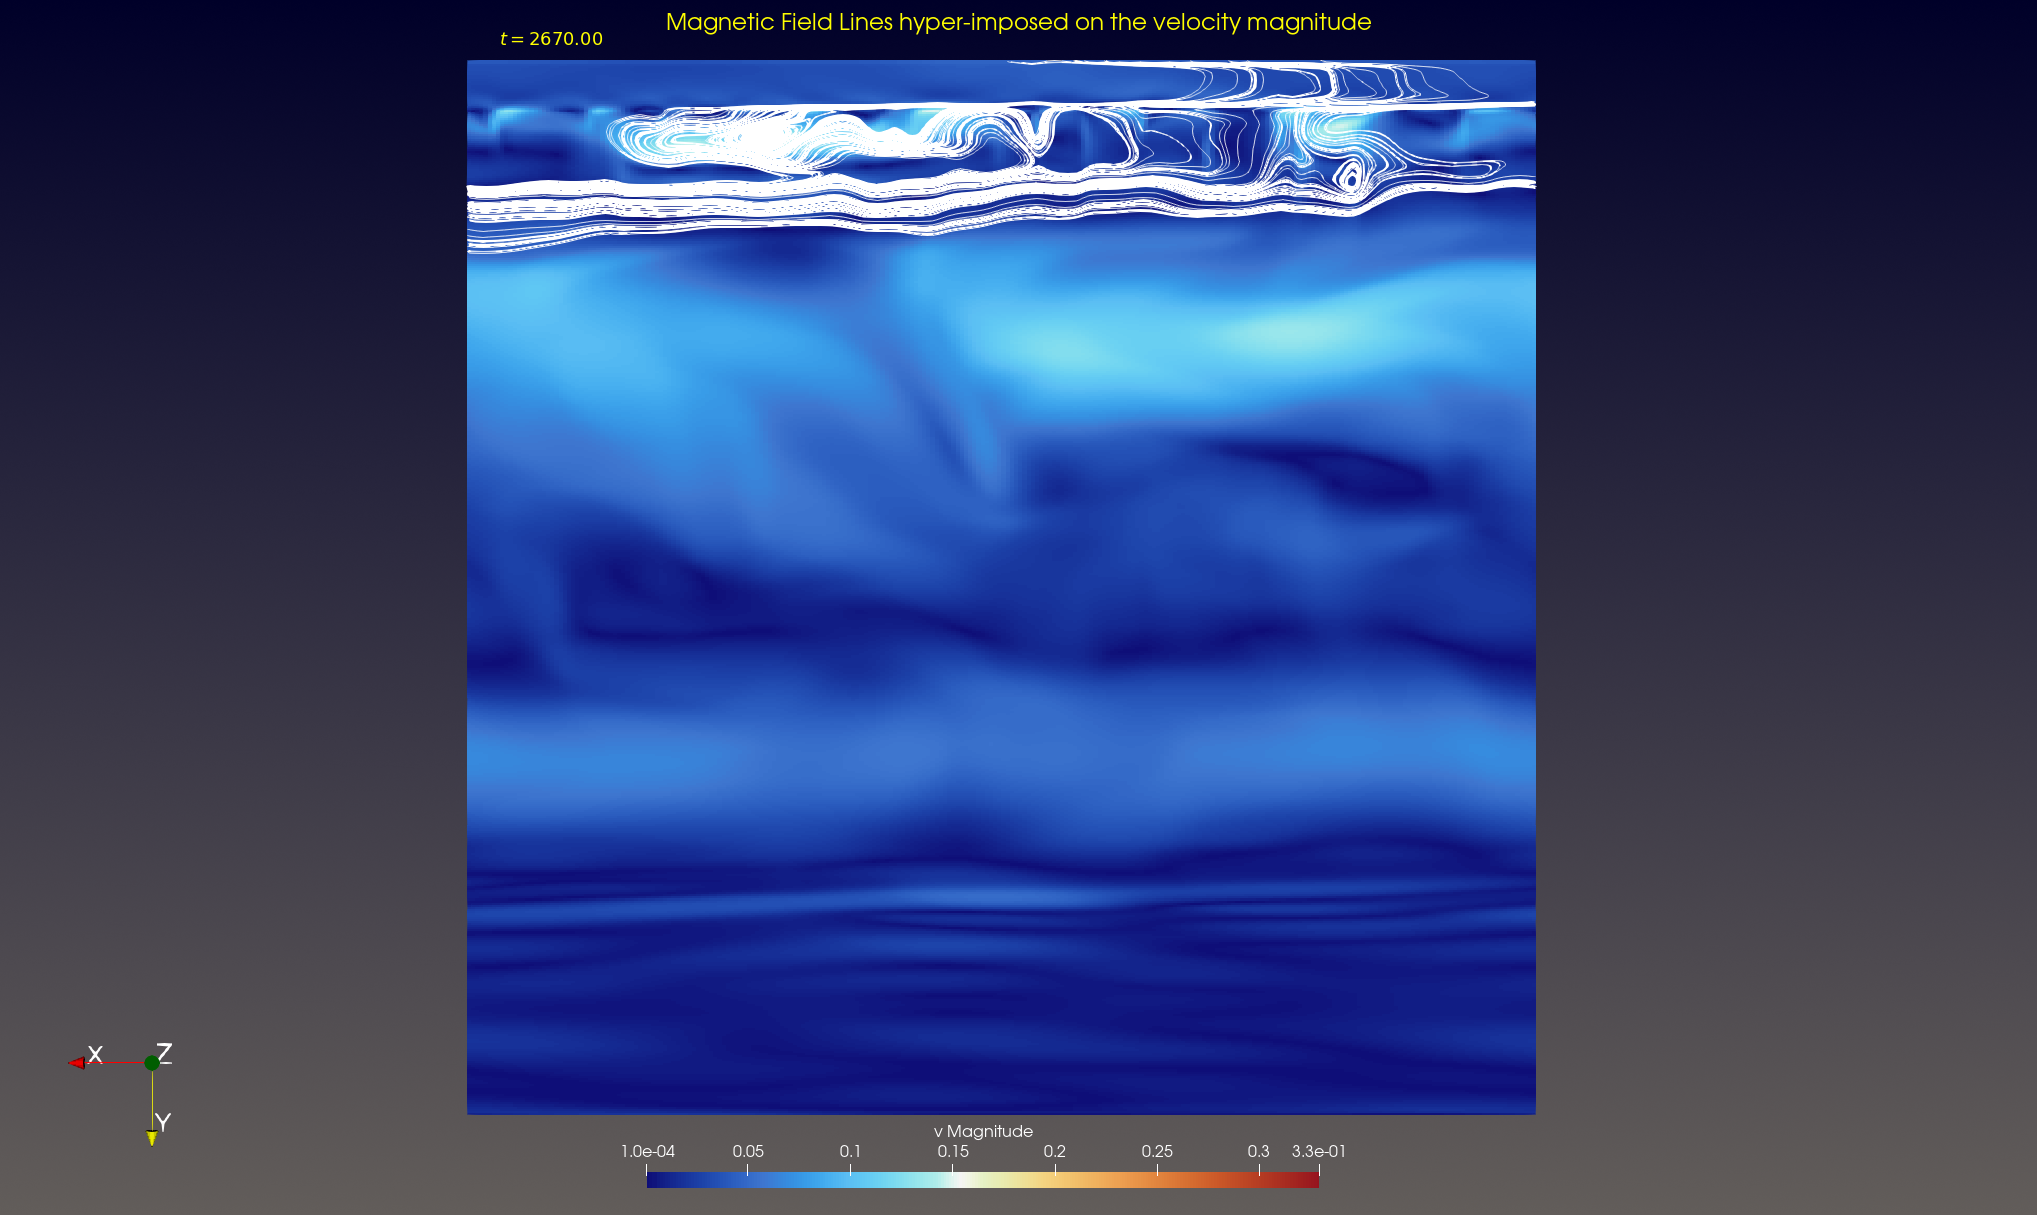 Magnetic Field Lines hyper-imposed on the velocity magnitude
t = 2670.00
X
Z
Y
v Magnitude
1.0e-04 0.05 0.1 0.15 0.2 0.25 0.3 3.3e-01